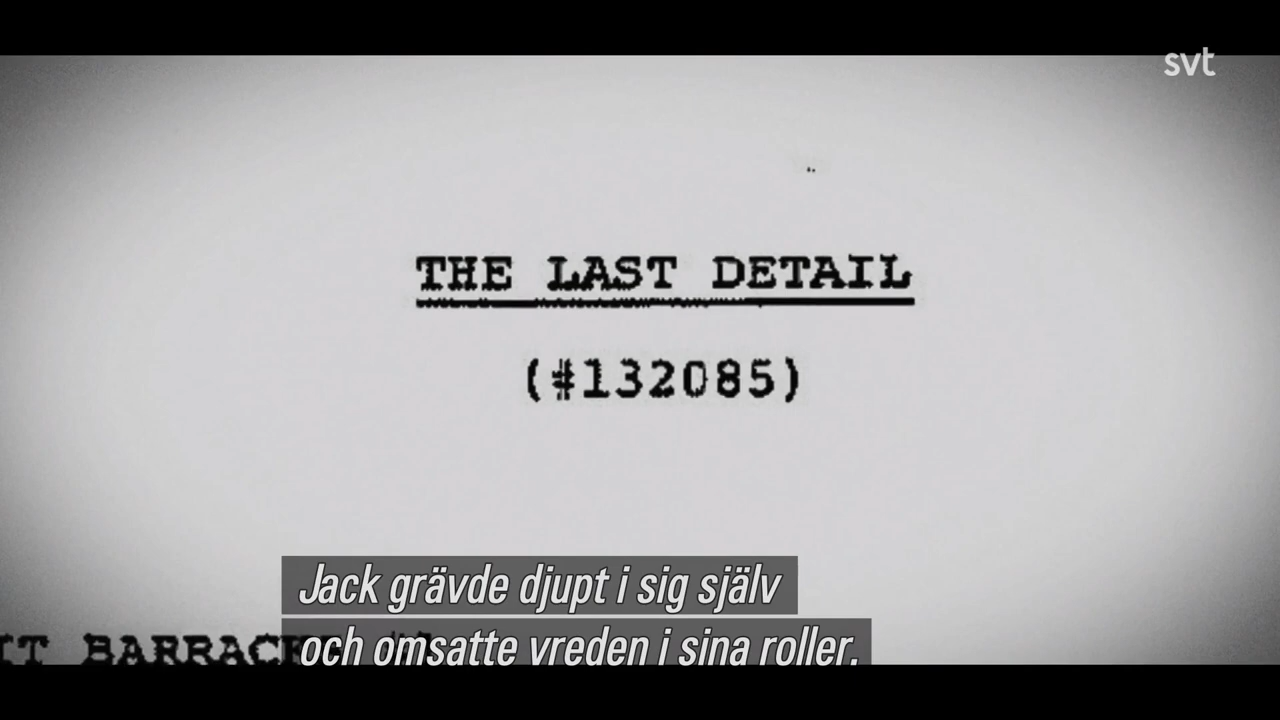 svt
THE LAST DETAIL
(#132085)
Jack grävde djupt i sig själv
och omsatte vreden i sina roller.